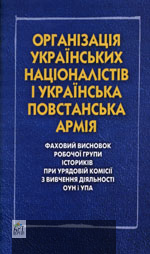 ОРГАНІЗАЦІЯ
УКРАЇНСЬКИХ
НАЦІОНАЛІСТІВ
І УКРАЇНСЬКА
ПОВСТАНСЬКА
АРМІЯ
ФАХОВИЙ ВИСНОВОК
РОБОЧОЇ ГРУПИ
ІСТОРИКІВ
ПРИ УРЯДОВІЙ КОМІСІЇ
З ВИВЧЕННЯ ДІЯЛЬНОСТІ
ОУН і УПА